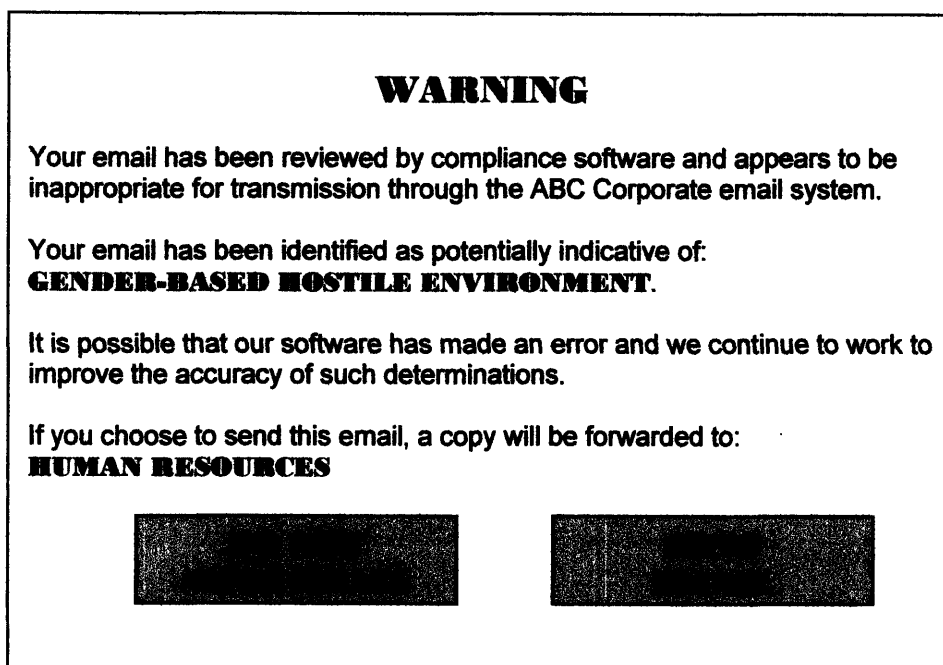 WARNING
Your email has been reviewed by compliance software and appears to be
inappropriate for transmission through the ABC Corporate email system.
Your email has been identified as potentially indicative of:
GENDER-BASED HOSTILE ENVIRONMENT.
It is possible that our software has made an error and we continue to work to
improve the accuracy of such determinations.
If you choose to send this email, a copy will be forwarded to:
HUMAN RESOURCES